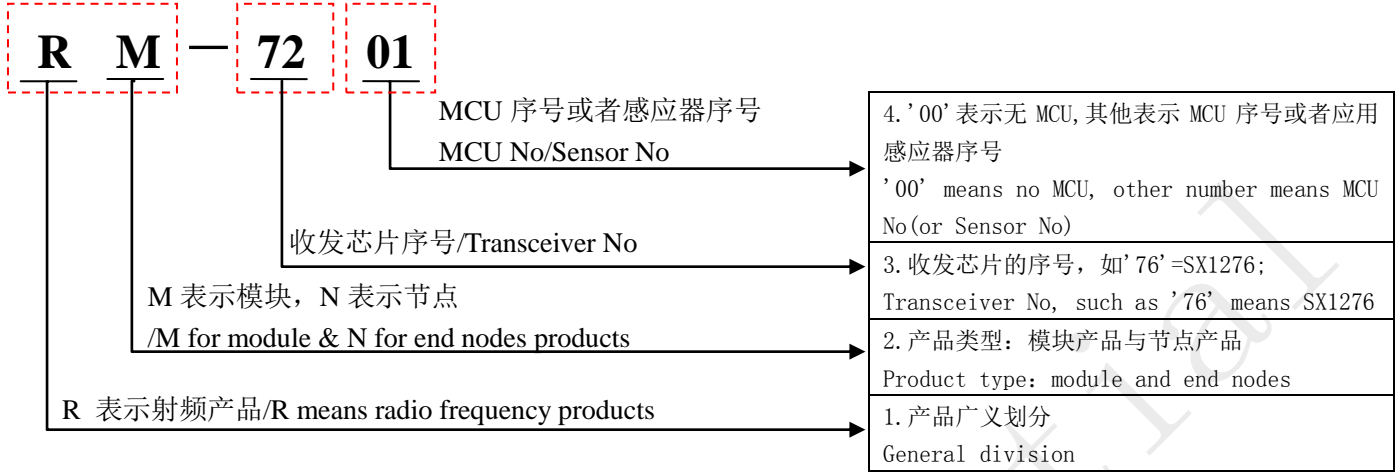 R M — 72 01
MCU 序号或者感应器序号
MCU No/Sensor No
收发芯片序号/Transceiver No
M 表示模块，N 表示节点
/M for module & N for end nodes products
R 表示射频产品/R means radio frequency products
4.'00'表示无 MCU,其他表示 MCU 序号或者应用
感应器序号
'00' means no MCU, other number means MCU
No(or Sensor No)
3.收发芯片的序号，如'76'=SX1276;
Transceiver No, such as '76' means SX1276
2.产品类型：模块产品与节点产品
Product type：module and end nodes
1.产品广义划分
General division